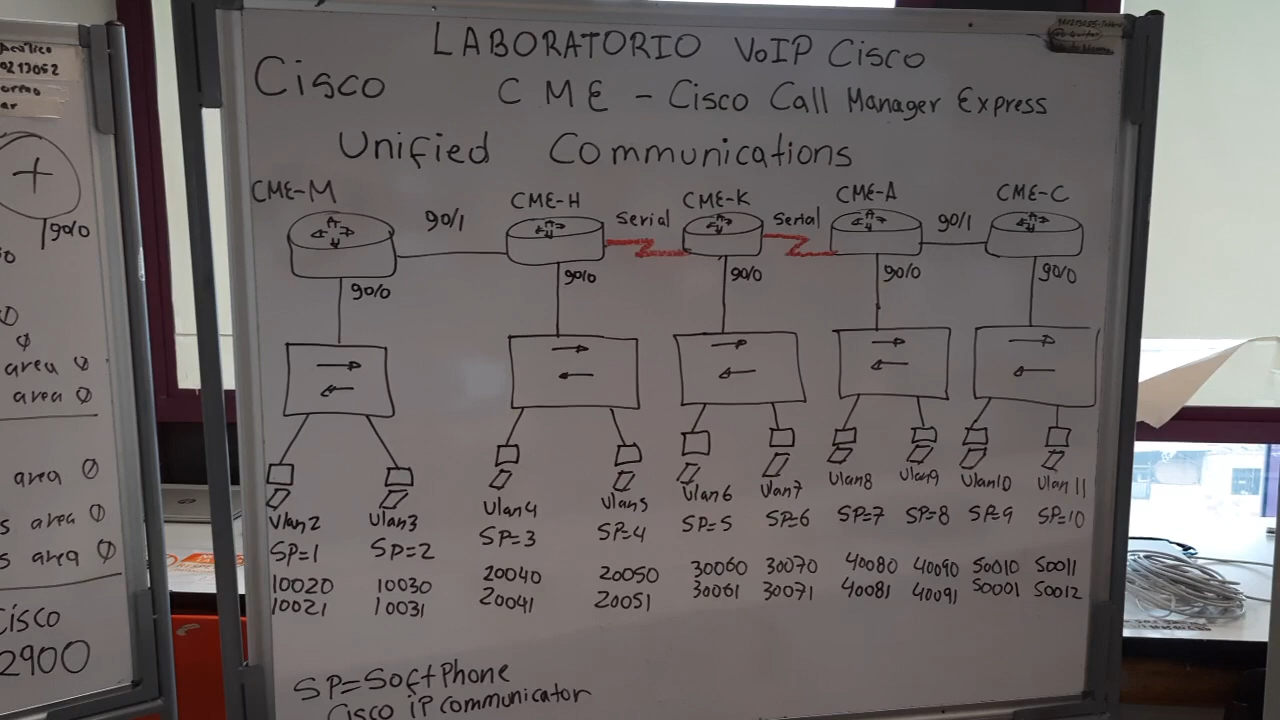 LABORATORIO VoIP Cisco
Cisco CME - Cisco Call Manager Express
Unified Communications
CME-M CME-H CME-K CME-A CME-C
g0/1 Serial Serial g0/1
g0/0 g0/0 g0/0 g0/0 g0/0
Vlan2 Vlan3 Vlan4 Vlan5 Vlan6 Vlan7 Vlan8 Vlan9 Vlan10 Vlan11
SP=1 SP=2 SP=3 SP=4 SP=5 SP=6 SP=7 SP=8 SP=9 SP=10
10020 10030 20040 20050 30060 30070 40080 40090 50010 50011
10021 10031 20041 20051 30061 30071 40081 40091 50001 50012
SP=SoftPhone
Cisco iP communicator
0213052
g0/0
area Ø
area Ø
area Ø
s area Ø
s area Ø
Cisco
2900